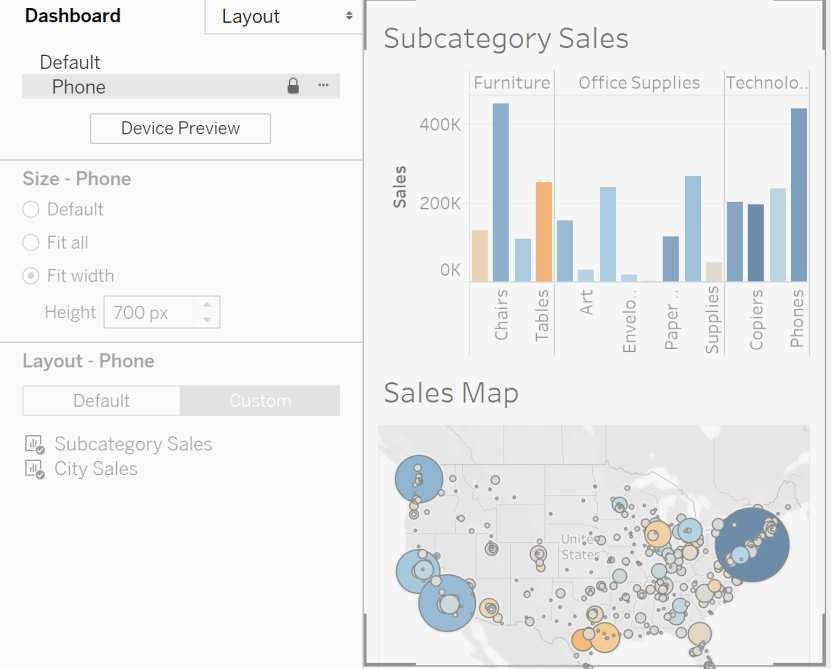 Dashboard
Layout
Default
Phone
Device Preview
Size - Phone
Default
Fit all
Fit width
Height 700 px
Layout - Phone
Default Custom
Subcategory Sales
City Sales
Subcategory Sales
Furniture Office Supplies Technolo..
400K
200K
0K
Sales
Chairs
Tables
Art
Envelo..
Paper ..
Supplies
Copiers
Phones
Sales Map
United
States